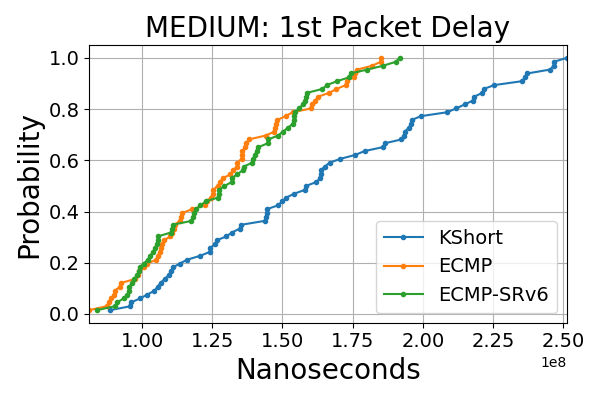 MEDIUM: 1st Packet Delay
Probability
1.0
0.8
0.6
0.4
0.2
0.0
KShort
ECMP
ECMP-SRv6
1.00 1.25 1.50 1.75 2.00 2.25 2.50
1e8
Nanoseconds